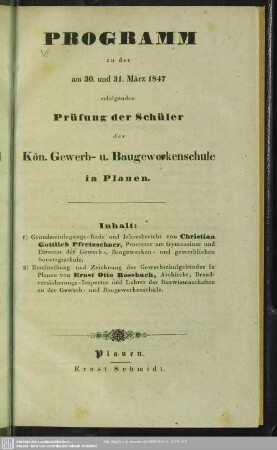 PROGRAMM
zu der
am 30. und 31. März 1847
erfolgenden
Prüfung der Schüler
der
Kön. Gewerb- u. Baugewerkenschule
in Plauen.
Inhalt:
1) Grundsteinlegungs-Rede und Jahresbericht von Christian
Gottlieb Pfretzschner, Prorector am Gymnasium und
Director der Gewerb-, Baugewerken- und gewerblichen
Sonntagsschule.
2) Beschreibung und Zeichnung des Gewerbschulgebäudes in
Plauen von Ernst Otto Rossbach, Architekt, Brand-
versicherungs-Inspector und Lehrer der Bauwissenschaften
an der Gewerb- und Baugewerkenschule.
Plauen.
Ernst Schmidt.